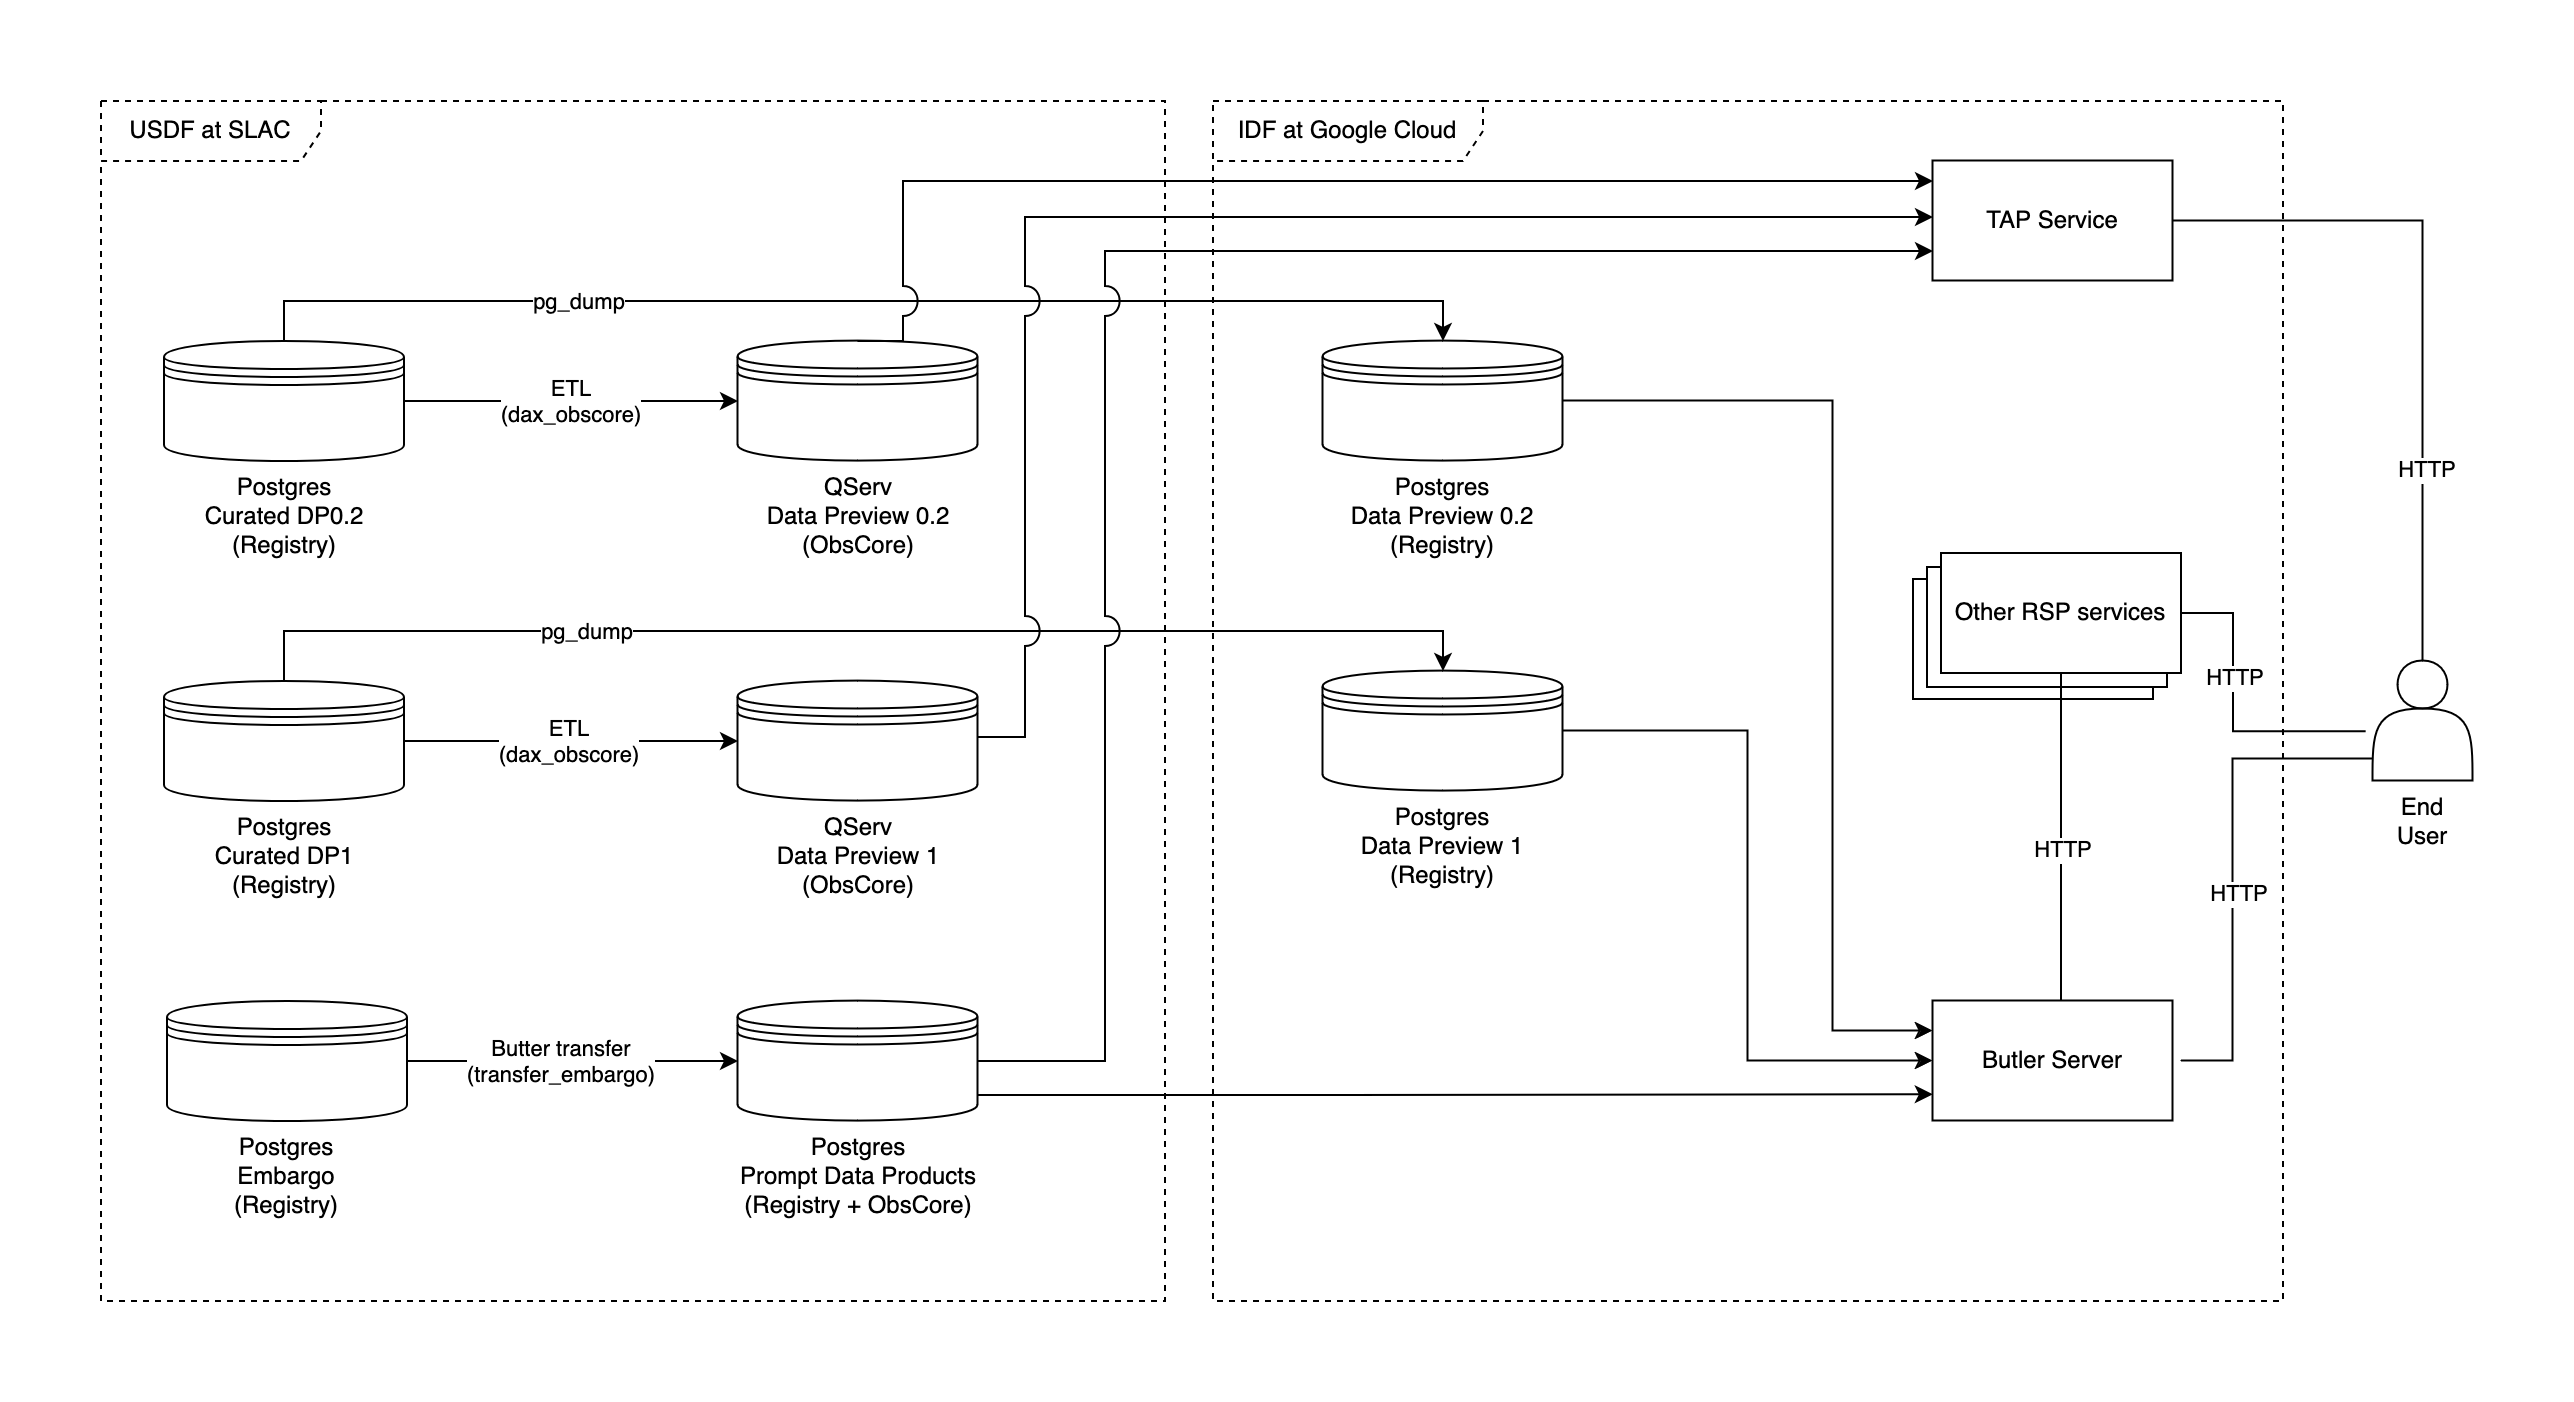 USDF at SLAC
IDF at Google Cloud
TAP Service
pg_dump
ETL
(dax_obscore)
HTTP
Postgres
Curated DP0.2
(Registry)
QServ
Data Preview 0.2
(ObsCore)
Postgres
Data Preview 0.2
(Registry)
Other RSP services
pg_dump
HTTP
ETL
(dax_obscore)
End
User
Postgres
Curated DP1
(Registry)
QServ
Data Preview 1
(ObsCore)
Postgres
Data Preview 1
(Registry)
HTTP
HTTP
Butter transfer
(transfer_embargo)
Butler Server
Postgres
Embargo
(Registry)
Postgres
Prompt Data Products
(Registry + ObsCore)